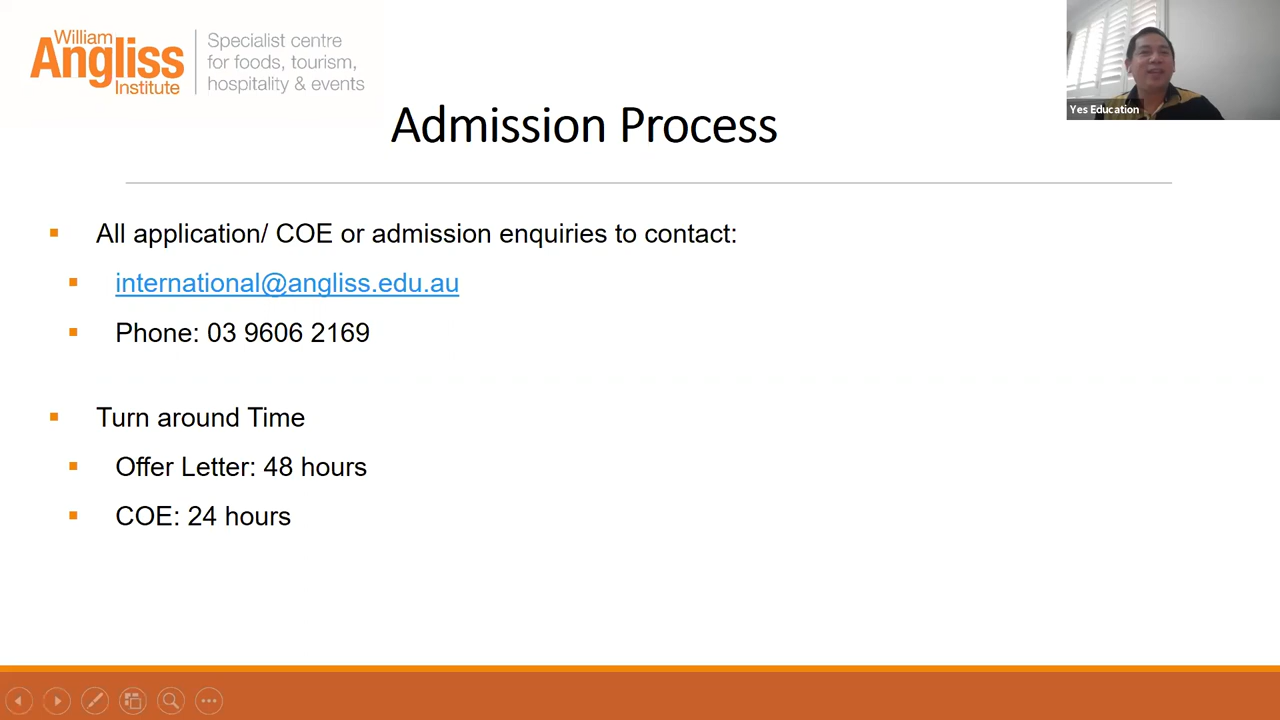 William
Angliss
Institute
Specialist centre
for foods, tourism,
hospitality & events
Yes Education
Admission Process
All application/ COE or admission enquiries to contact:
international@angliss.edu.au
Phone: 03 9606 2169
Turn around Time
Offer Letter: 48 hours
COE: 24 hours